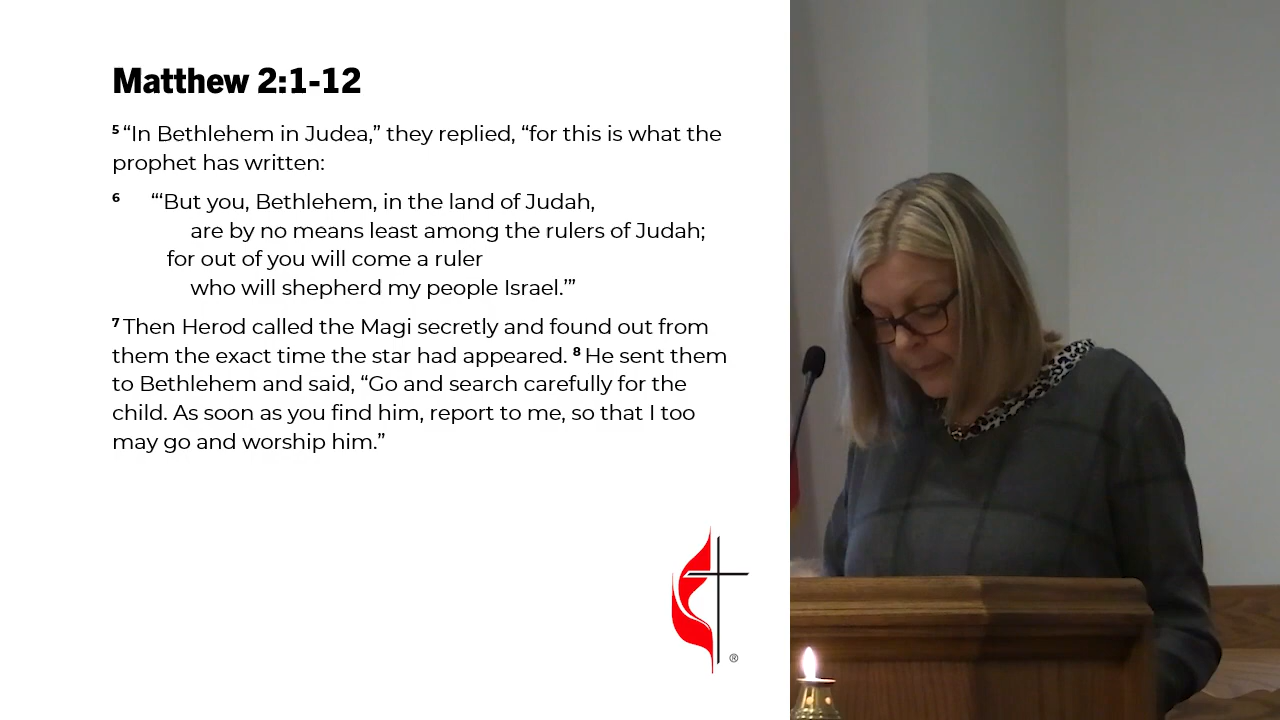 Matthew 2:1-12
5 “In Bethlehem in Judea,” they replied, “for this is what the
prophet has written:
6 “‘But you, Bethlehem, in the land of Judah,
are by no means least among the rulers of Judah;
for out of you will come a ruler
who will shepherd my people Israel.’”
7 Then Herod called the Magi secretly and found out from
them the exact time the star had appeared. 8 He sent them
to Bethlehem and said, “Go and search carefully for the
child. As soon as you find him, report to me, so that I too
may go and worship him.”
®